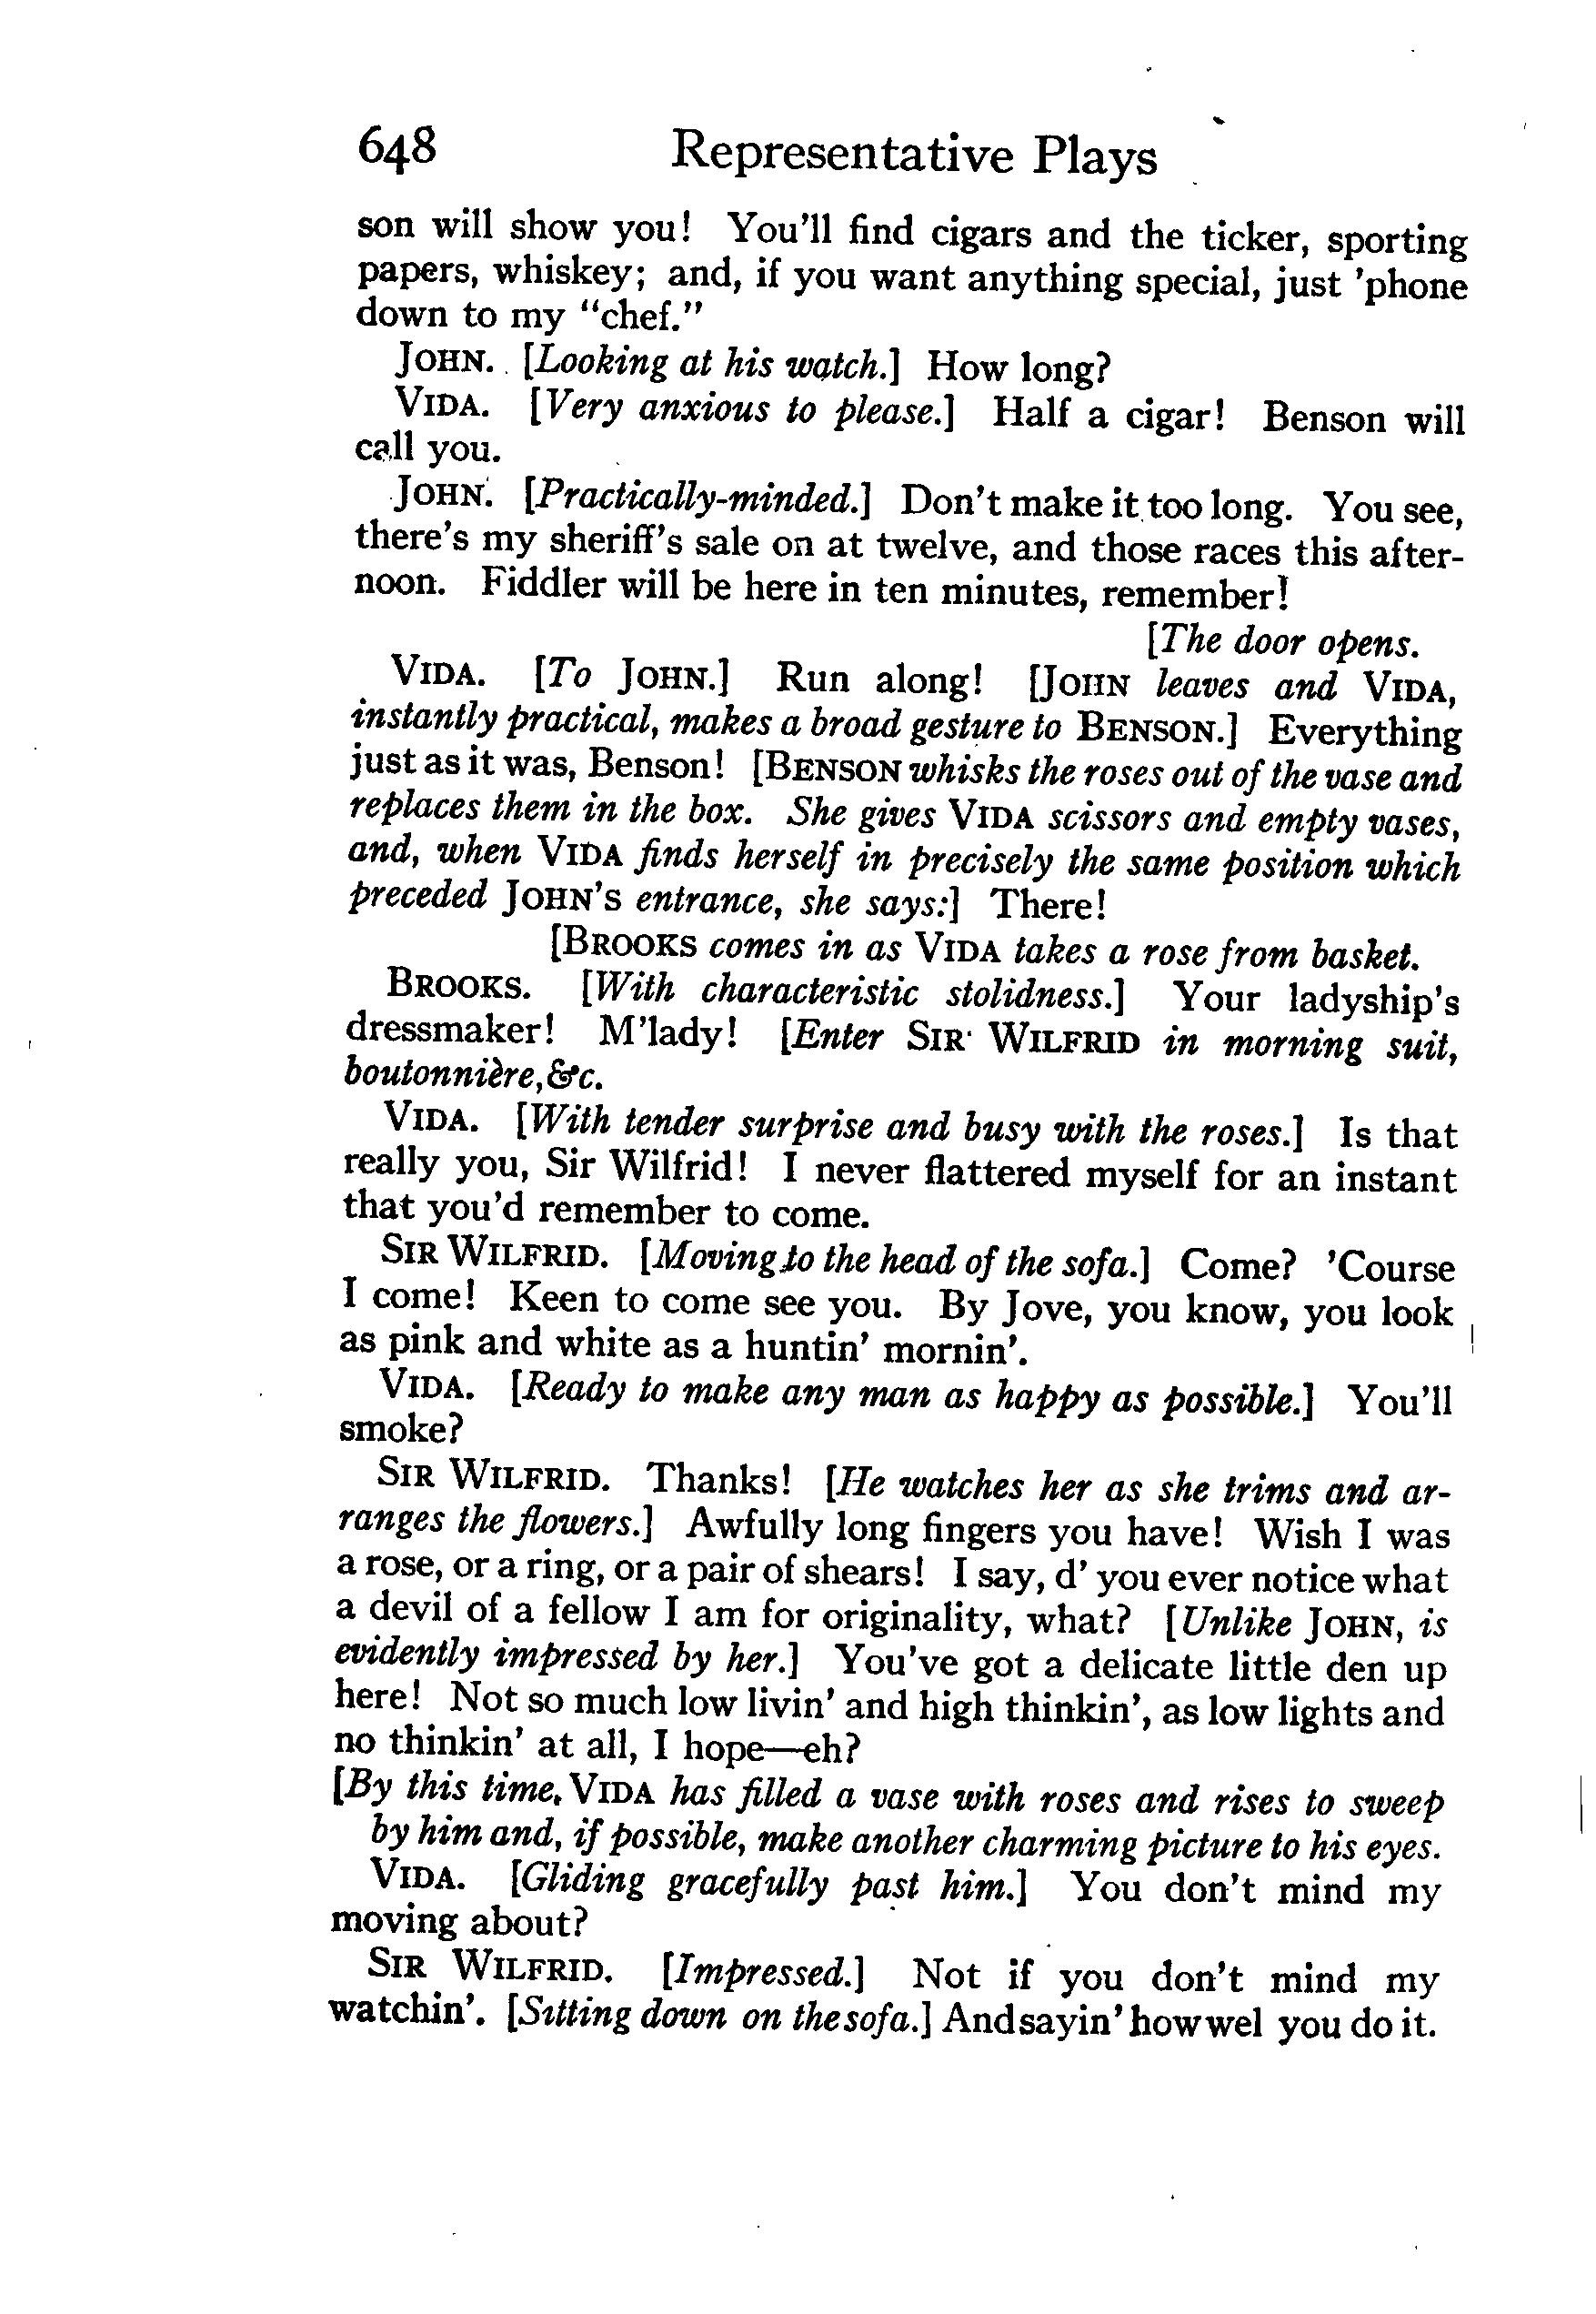 648 Representative Plays
son will show you! You'll find cigars and the ticker, sporting
papers, whiskey; and, if you want anything special, just 'phone
down to my "chef."
JOHN. [Looking at his watch.] How long?
VIDA. [Very anxious to please.] Half a cigar! Benson will
call you.
JOHN. [Practically-minded.] Don't make it too long. You see,
there's my sheriff's sale on at twelve, and those races this after-
noon. Fiddler will be here in ten minutes, remember!
[The door opens.
VIDA. [To JOHN.] Run along! [JOHN leaves and VIDA,
instantly practical, makes a broad gesture to BENSON.] Everything
just as it was, Benson! [BENSON whisks the roses out of the vase and
replaces them in the box. She gives VIDA scissors and empty vases,
and, when VIDA finds herself in precisely the same position which
preceded JOHN'S entrance, she says:] There!
[BROOKS comes in as VIDA takes a rose from basket.
BROOKS. [With characteristic stolidness.] Your ladyship's
dressmaker! M'lady! [Enter SIR WILFRID in morning suit,
boutonnière, &c.
VIDA. [With tender surprise and busy with the roses.] Is that
really you, Sir Wilfrid! I never flattered myself for an instant
that you'd remember to come.
SIR WILFRID. [Moving to the head of the sofa.] Come? 'Course
I come! Keen to come see you. By Jove, you know, you look
as pink and white as a huntin' mornin'.
VIDA. [Ready to make any man as happy as possible.] You'll
smoke?
SIR WILFRID. Thanks! [He watches her as she trims and ar-
ranges the flowers.] Awfully long fingers you have! Wish I was
a rose, or a ring, or a pair of shears! I say, d' you ever notice what
a devil of a fellow I am for originality, what? [Unlike JOHN, is
evidently impressed by her.] You've got a delicate little den up
here! Not so much low livin' and high thinkin', as low lights and
no thinkin' at all, I hope—eh?
[By this time, VIDA has filled a vase with roses and rises to sweep
by him and, if possible, make another charming picture to his eyes.
VIDA. [Gliding gracefully past him.] You don't mind my
moving about?
SIR WILFRID. [Impressed.] Not if you don't mind my
watchin'. [Sitting down on the sofa.] And sayin' how wel you do it.